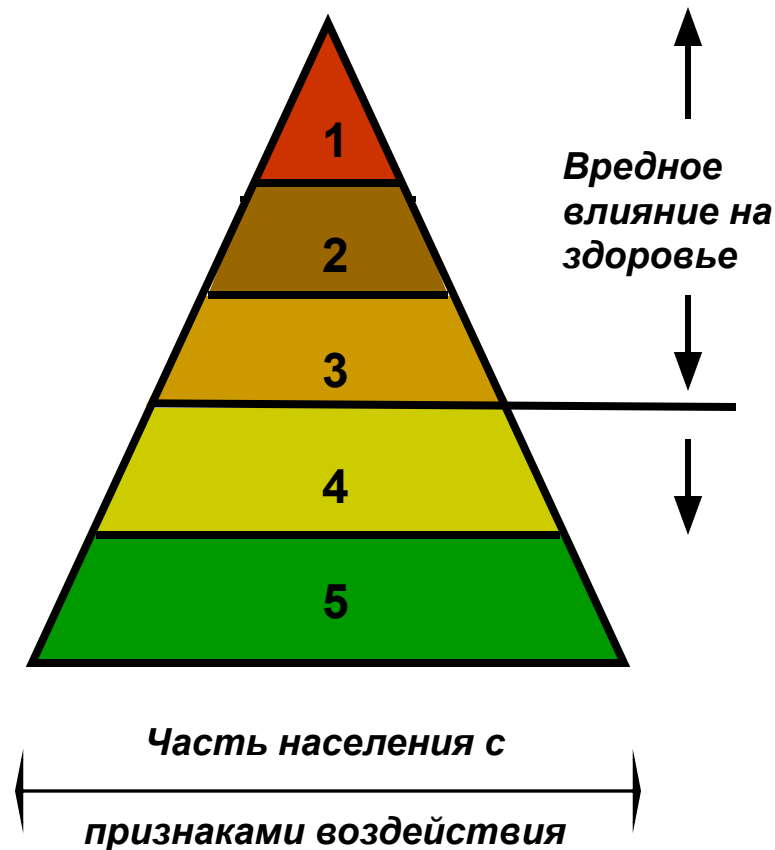 1
Вредное
влияние на
здоровье
2
3
4
5
Часть населения с
признаками воздействия